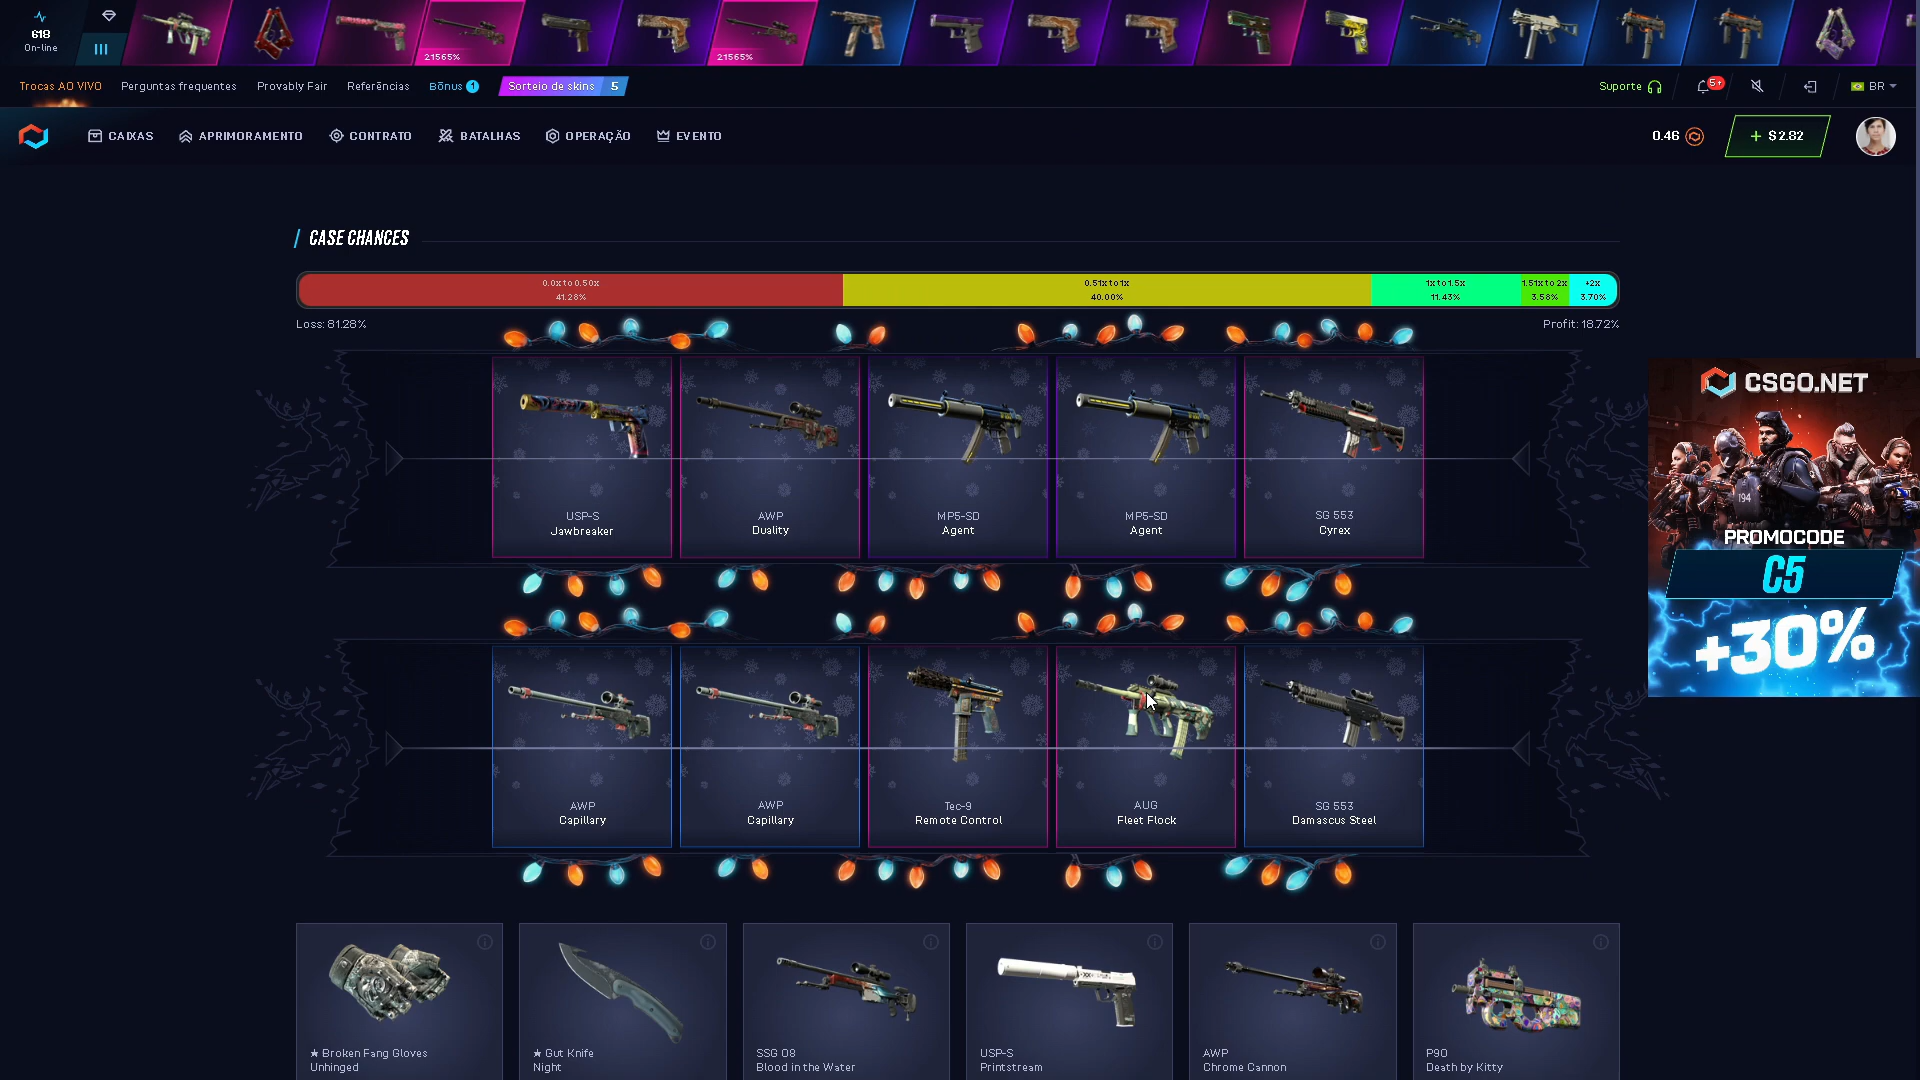 618
On-line
21565%
21565%
Trocas AO VIVO
Perguntas frequentes
Provably Fair
Referências
Bônus 1
Sorteio de skins 5
Suporte
5+
BR
CAIXAS
APRIMORAMENTO
CONTRATO
BATALHAS
OPERAÇÃO
EVENTO
0.46
+ $ 2.82
/ CASE CHANCES
0.0x to 0.50x
41.28%
0.51x to 1x
40.00%
1x to 1.5x
11.43%
1.51x to 2x
3.58%
+2x
3.70%
Loss: 81.28%
Profit: 18.72%
USP-S
Jawbreaker
AWP
Duality
MP5-SD
Agent
MP5-SD
Agent
SG 553
Cyrex
CSGO.NET
194
PROMOCODE
C5
+30%
AWP
Capillary
AWP
Capillary
Tec-9
Remote Control
AUG
Fleet Flock
SG 553
Damascus Steel
★ Broken Fang Gloves
Unhinged
★ Gut Knife
Night
SSG 08
Blood in the Water
USP-S
Printstream
AWP
Chrome Cannon
P90
Death by Kitty